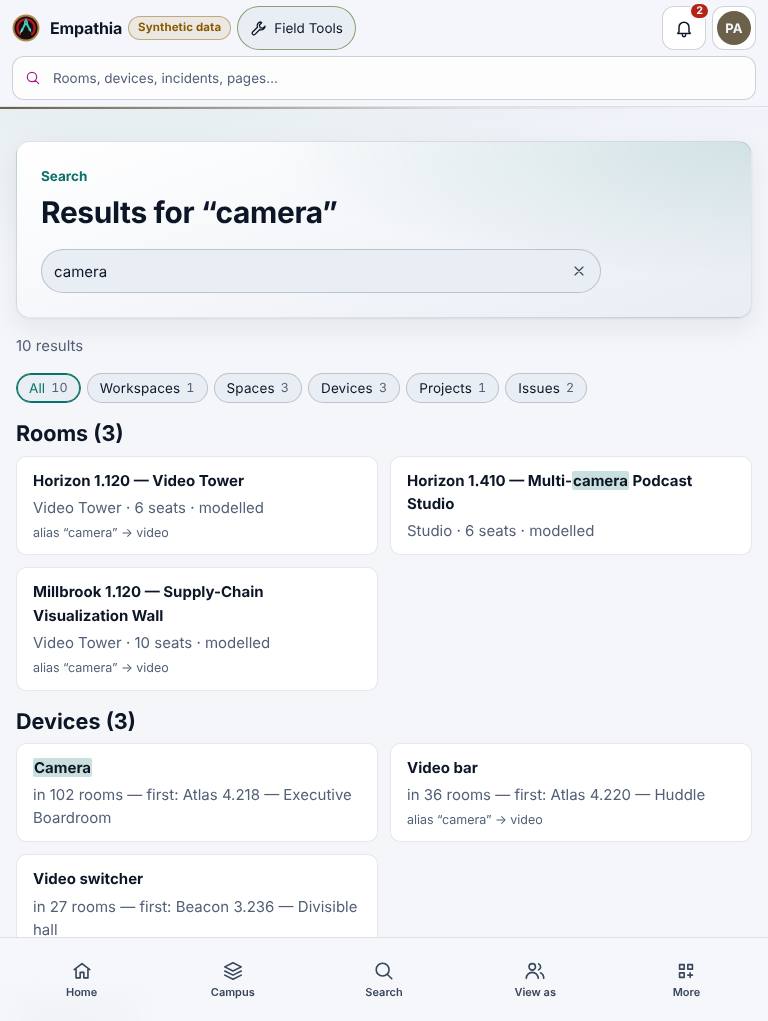 Empathia
Synthetic data
Field Tools
2
PA
Rooms, devices, incidents, pages...
Search
Results for “camera”
camera
10 results
All 10
Workspaces 1
Spaces 3
Devices 3
Projects 1
Issues 2
Rooms (3)
Horizon 1.120 — Video Tower
Video Tower · 6 seats · modelled
alias “camera” → video
Horizon 1.410 — Multi-camera Podcast
Studio
Studio · 6 seats · modelled
Millbrook 1.120 — Supply-Chain
Visualization Wall
Video Tower · 10 seats · modelled
alias “camera” → video
Devices (3)
Camera
in 102 rooms — first: Atlas 4.218 — Executive
Boardroom
Video bar
in 36 rooms — first: Atlas 4.220 — Huddle
alias “camera” → video
Video switcher
in 27 rooms — first: Beacon 3.236 — Divisible
hall
Home
Campus
Search
View as
More